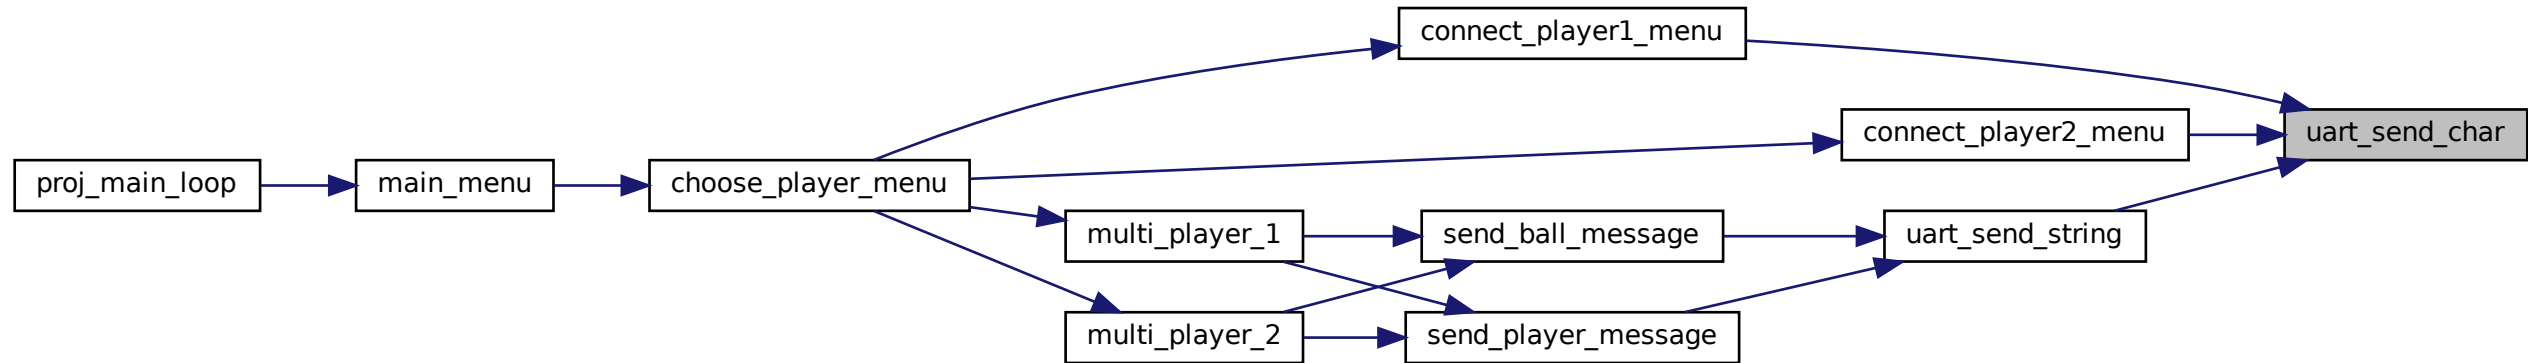 connect_player1_menu
connect_player2_menu
uart_send_char
proj_main_loop
main_menu
choose_player_menu
multi_player_1
send_ball_message
uart_send_string
multi_player_2
send_player_message